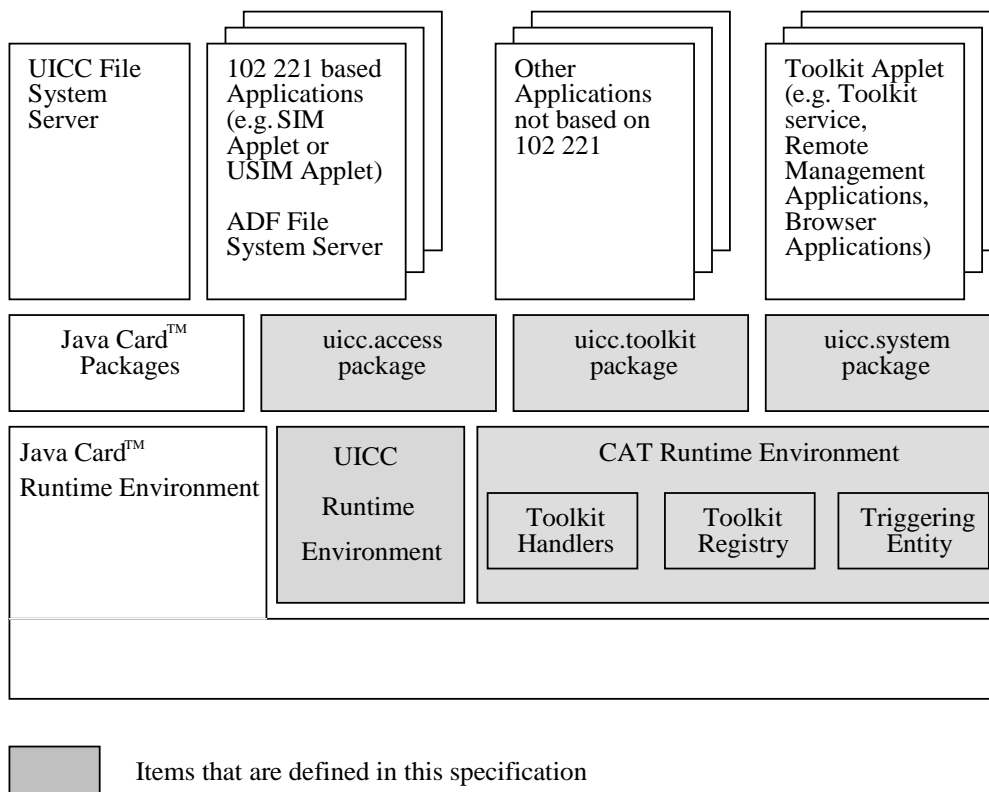 UICC File
System
Server
102 221 based
Applications
(e.g. SIM
Applet or
USIM Applet)
ADF File
System Server
Other
Applications
not based on
102 221
Toolkit Applet
(e.g. Toolkit
service,
Remote
Management
Applications,
Browser
Applications)
Java Card™
Packages
uicc.access
package
uicc.toolkit
package
uicc.system
package
Java Card™
Runtime Environment
UICC
Runtime
Environment
CAT Runtime Environment
Toolkit
Handlers
Toolkit
Registry
Triggering
Entity
Items that are defined in this specification